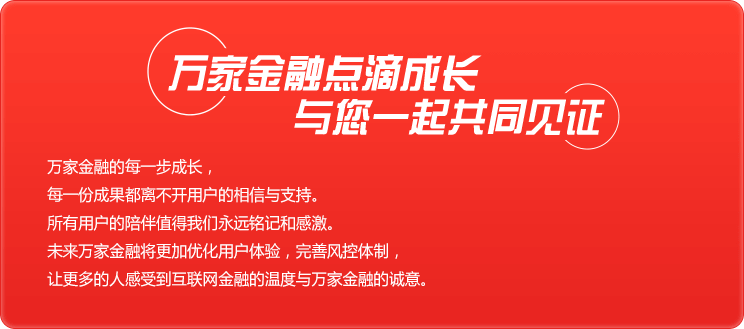 万家金融点滴成长
与您一起共同见证
万家金融的每一步成长，
每一份成果都离不开用户的相信与支持。
所有用户的陪伴值得我们永远铭记和感激。
未来万家金融将更加优化用户体验，完善风控体制，
让更多的人感受到互联网金融的温度与万家金融的诚意。